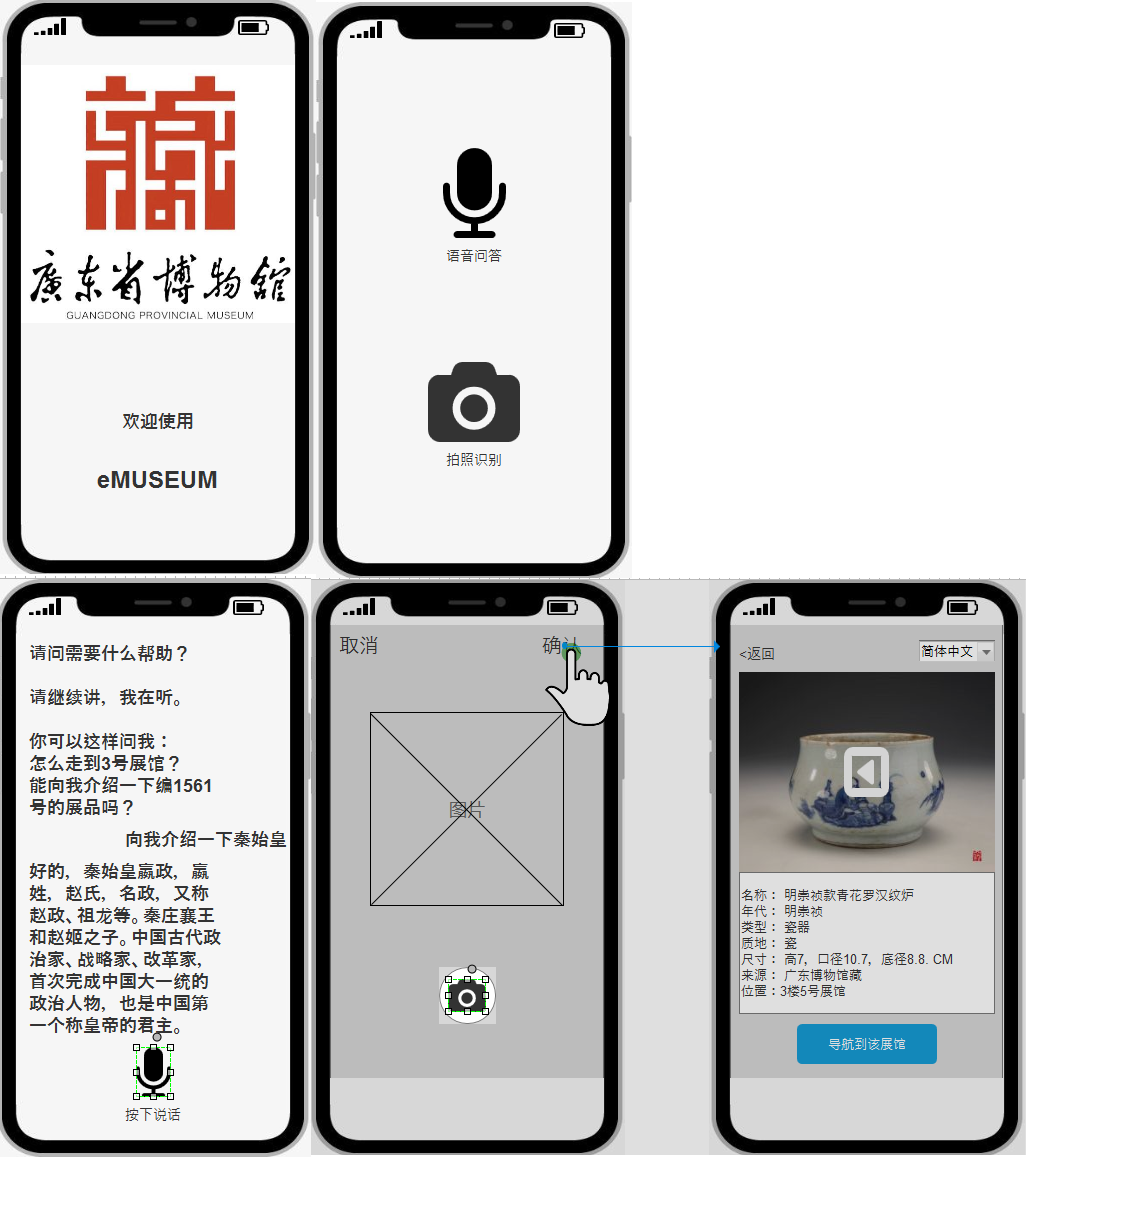 廣东省博物館
GUANGDONG PROVINCIAL MUSEUM
欢迎使用
eMUSEUM
语音问答
拍照识别
请问需要什么帮助？
请继续讲，我在听。
你可以这样问我：
怎么走到3号展馆？
能向我介绍一下编1561
号的展品吗？
向我介绍一下秦始皇
好的，秦始皇嬴政，嬴
姓，赵氏，名政，又称
赵政、祖龙等。秦庄襄王
和赵姬之子。中国古代政
治家、战略家、改革家，
首次完成中国大一统的
政治人物，也是中国第
一个称皇帝的君主。
按下说话
取消
确认
图片
<返回
简体中文
名称：明崇祯款青花罗汉纹炉
年代：明崇祯
类型：瓷器
质地：瓷
尺寸：高7，口径10.7，底径8.8. CM
来源：广东博物馆藏
位置：3楼5号展馆
导航到该展馆